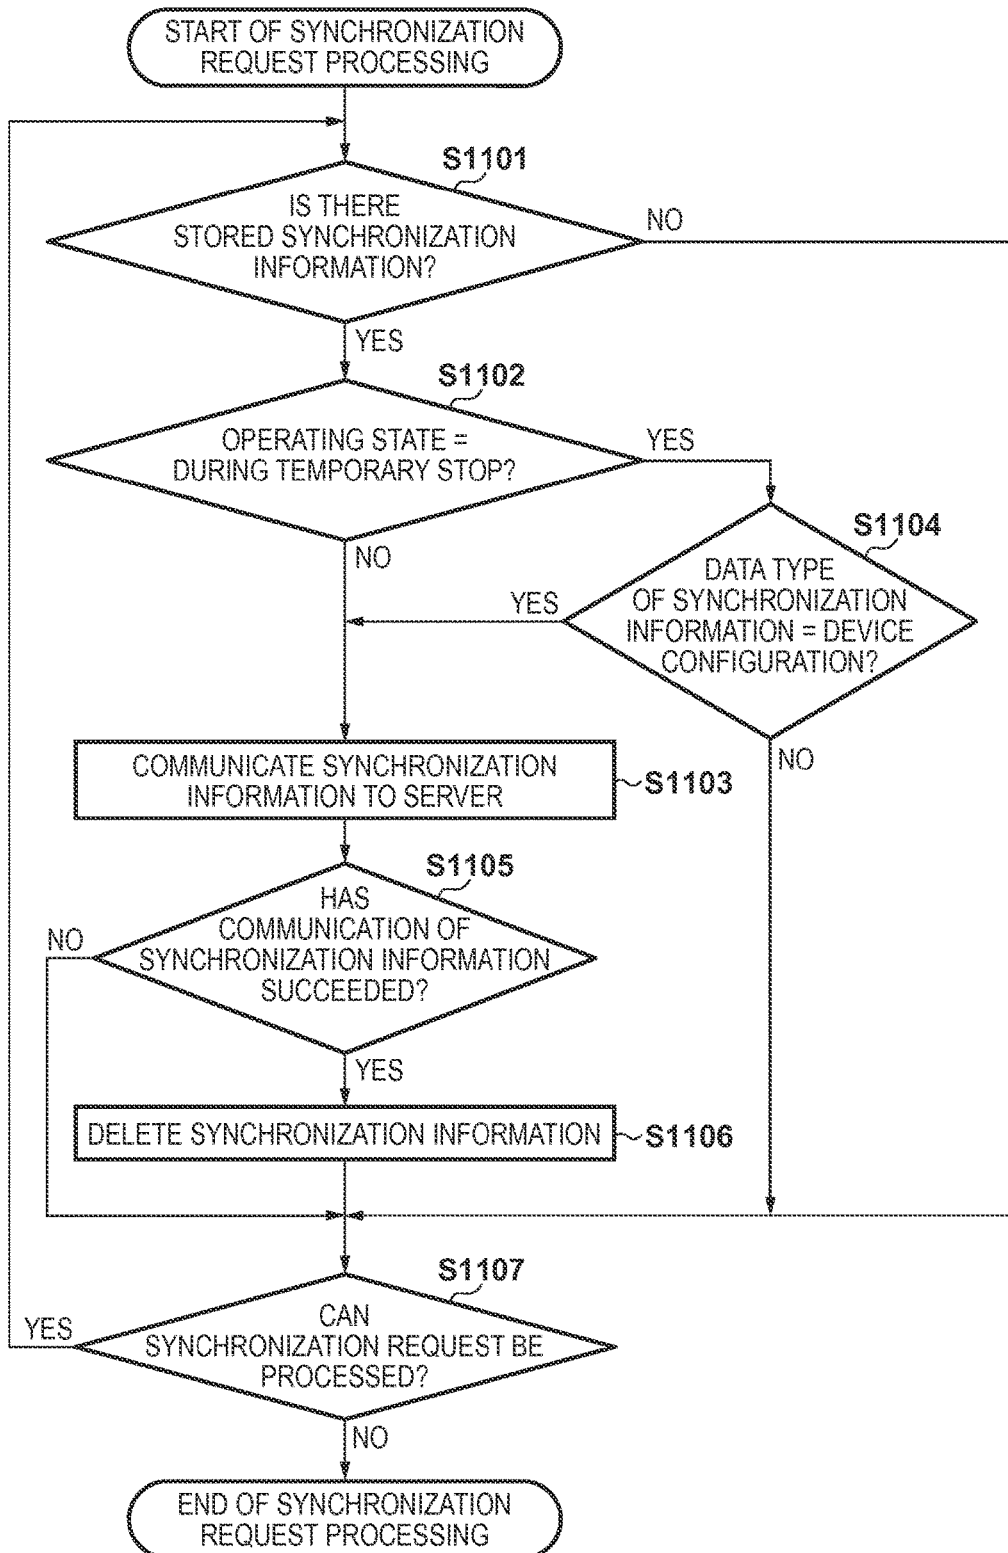 START OF SYNCHRONIZATION
REQUEST PROCESSING
S1101
IS THERE
STORED SYNCHRONIZATION
INFORMATION?
NO
YES
S1102
OPERATING STATE =
DURING TEMPORARY STOP?
YES
NO
S1104
DATA TYPE
OF SYNCHRONIZATION
INFORMATION = DEVICE
CONFIGURATION?
YES
NO
COMMUNICATE SYNCHRONIZATION
INFORMATION TO SERVER
S1103
S1105
HAS
COMMUNICATION OF
SYNCHRONIZATION INFORMATION
SUCCEEDED?
NO
YES
DELETE SYNCHRONIZATION INFORMATION
S1106
S1107
CAN
SYNCHRONIZATION REQUEST BE
PROCESSED?
YES
NO
END OF SYNCHRONIZATION
REQUEST PROCESSING